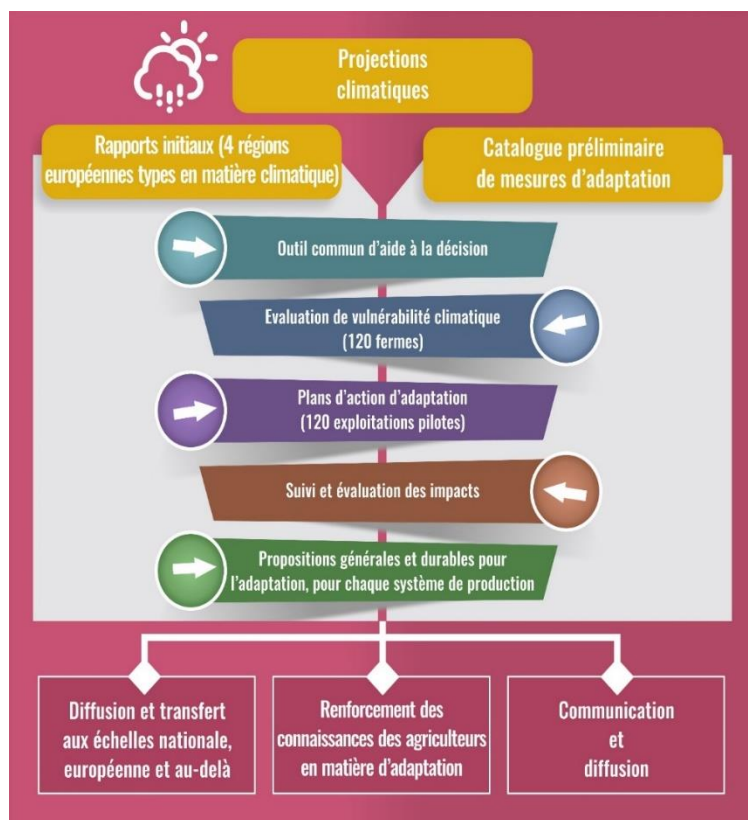 Projections
climatiques
Rapports initiaux (4 régions
européennes types en matière climatique)
Catalogue préliminaire
de mesures d'adaptation
Outil commun d'aide à la décision
Evaluation de vulnérabilité climatique
(120 fermes)
Plans d'action d'adaptation
(120 exploitations pilotes)
Suivi et évaluation des impacts
Propositions générales et durables pour
l'adaptation, pour chaque système de production
Diffusion et transfert
aux échelles nationale,
européenne et au-delà
Renforcement des
connaissances des agriculteurs
en matière d'adaptation
Communication
et
diffusion